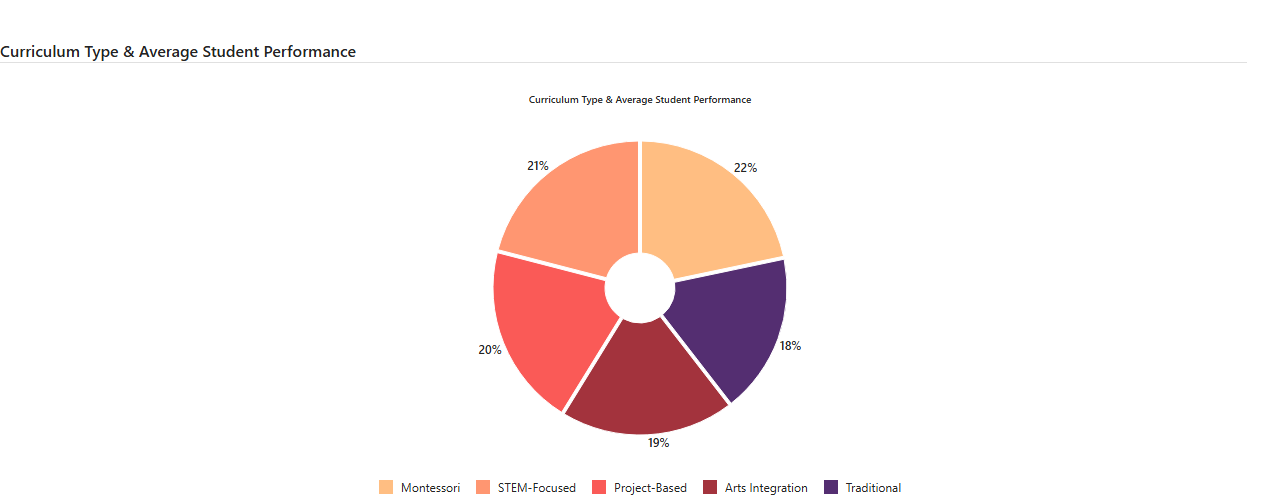 Curriculum Type & Average Student Performance
Curriculum Type & Average Student Performance
21%
22%
18%
20%
19%
Montessori
STEM-Focused
Project-Based
Arts Integration
Traditional